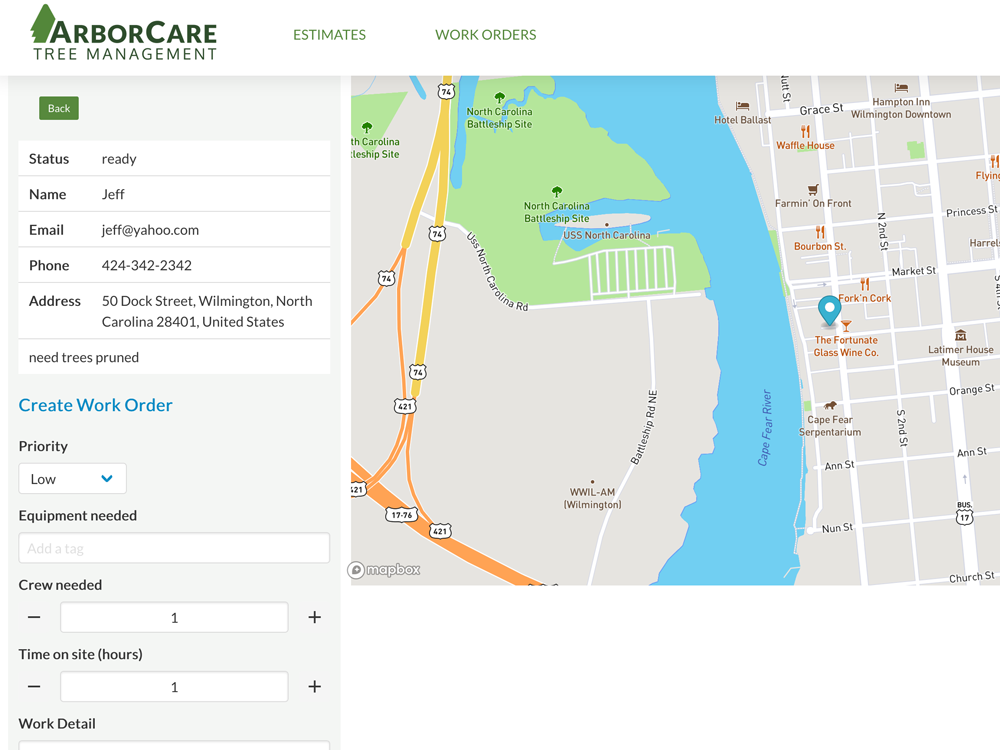 ARBORCARE
TREE MANAGEMENT
ESTIMATES
WORK ORDERS
Back
Status ready
Name Jeff
Email jeff@yahoo.com
Phone 424-342-2342
Address 50 Dock Street, Wilmington, North
Carolina 28401, United States
need trees pruned
Create Work Order
Priority
Low
Equipment needed
Add a tag
Crew needed
− 1 +
Time on site (hours)
− 1 +
Work Detail
74
North Carolina
Battleship Site
th Carolina
tleship Site
North Carolina
Battleship Site
USS North Carolina
74
74
Uss North Carolina Rd
74
421
421
17-76
421
Battleship Rd NE
WWIL-AM
(Wilmington)
Cape Fear River
mapbox
Hotel Ballast
Grace St
Hampton Inn
Wilmington Downtown
Waffle House
Flying
Farmin' On Front
N 2nd St
Princess St
Bourbon St.
Harrels
Market St
Fork'n Cork
S 4th St
The Fortunate
Glass Wine Co.
Latimer House
Museum
Orange St
Cape Fear
Serpentarium
S 2nd St
Ann St
Ann St
BUS.
17
Nun St
Church St